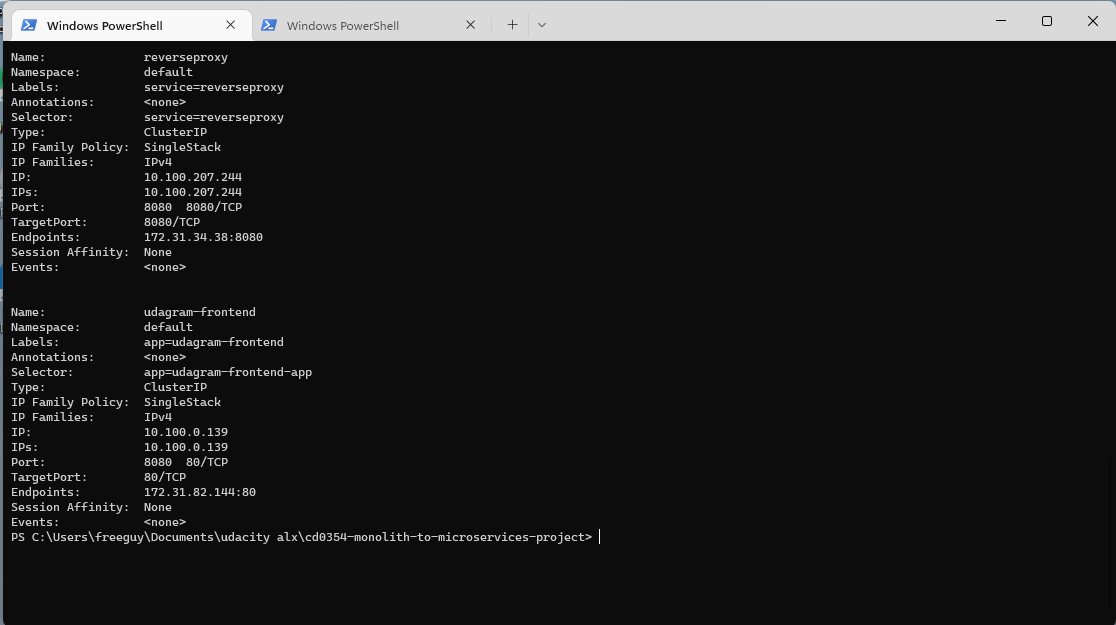 Windows PowerShell
Windows PowerShell
Name:              reverseproxy
Namespace:         default
Labels:            service=reverseproxy
Annotations:       <none>
Selector:          service=reverseproxy
Type:              ClusterIP
IP Family Policy:  SingleStack
IP Families:       IPv4
IP:                10.100.207.244
IPs:               10.100.207.244
Port:              8080  8080/TCP
TargetPort:        8080/TCP
Endpoints:         172.31.34.38:8080
Session Affinity:  None
Events:            <none>
Name:              udagram-frontend
Namespace:         default
Labels:            app=udagram-frontend
Annotations:       <none>
Selector:          app=udagram-frontend-app
Type:              ClusterIP
IP Family Policy:  SingleStack
IP Families:       IPv4
IP:                10.100.0.139
IPs:               10.100.0.139
Port:              8080  80/TCP
TargetPort:        80/TCP
Endpoints:         172.31.82.144:80
Session Affinity:  None
Events:            <none>
PS C:\Users\freeguy\Documents\udacity alx\cd0354-monolith-to-microservices-project>